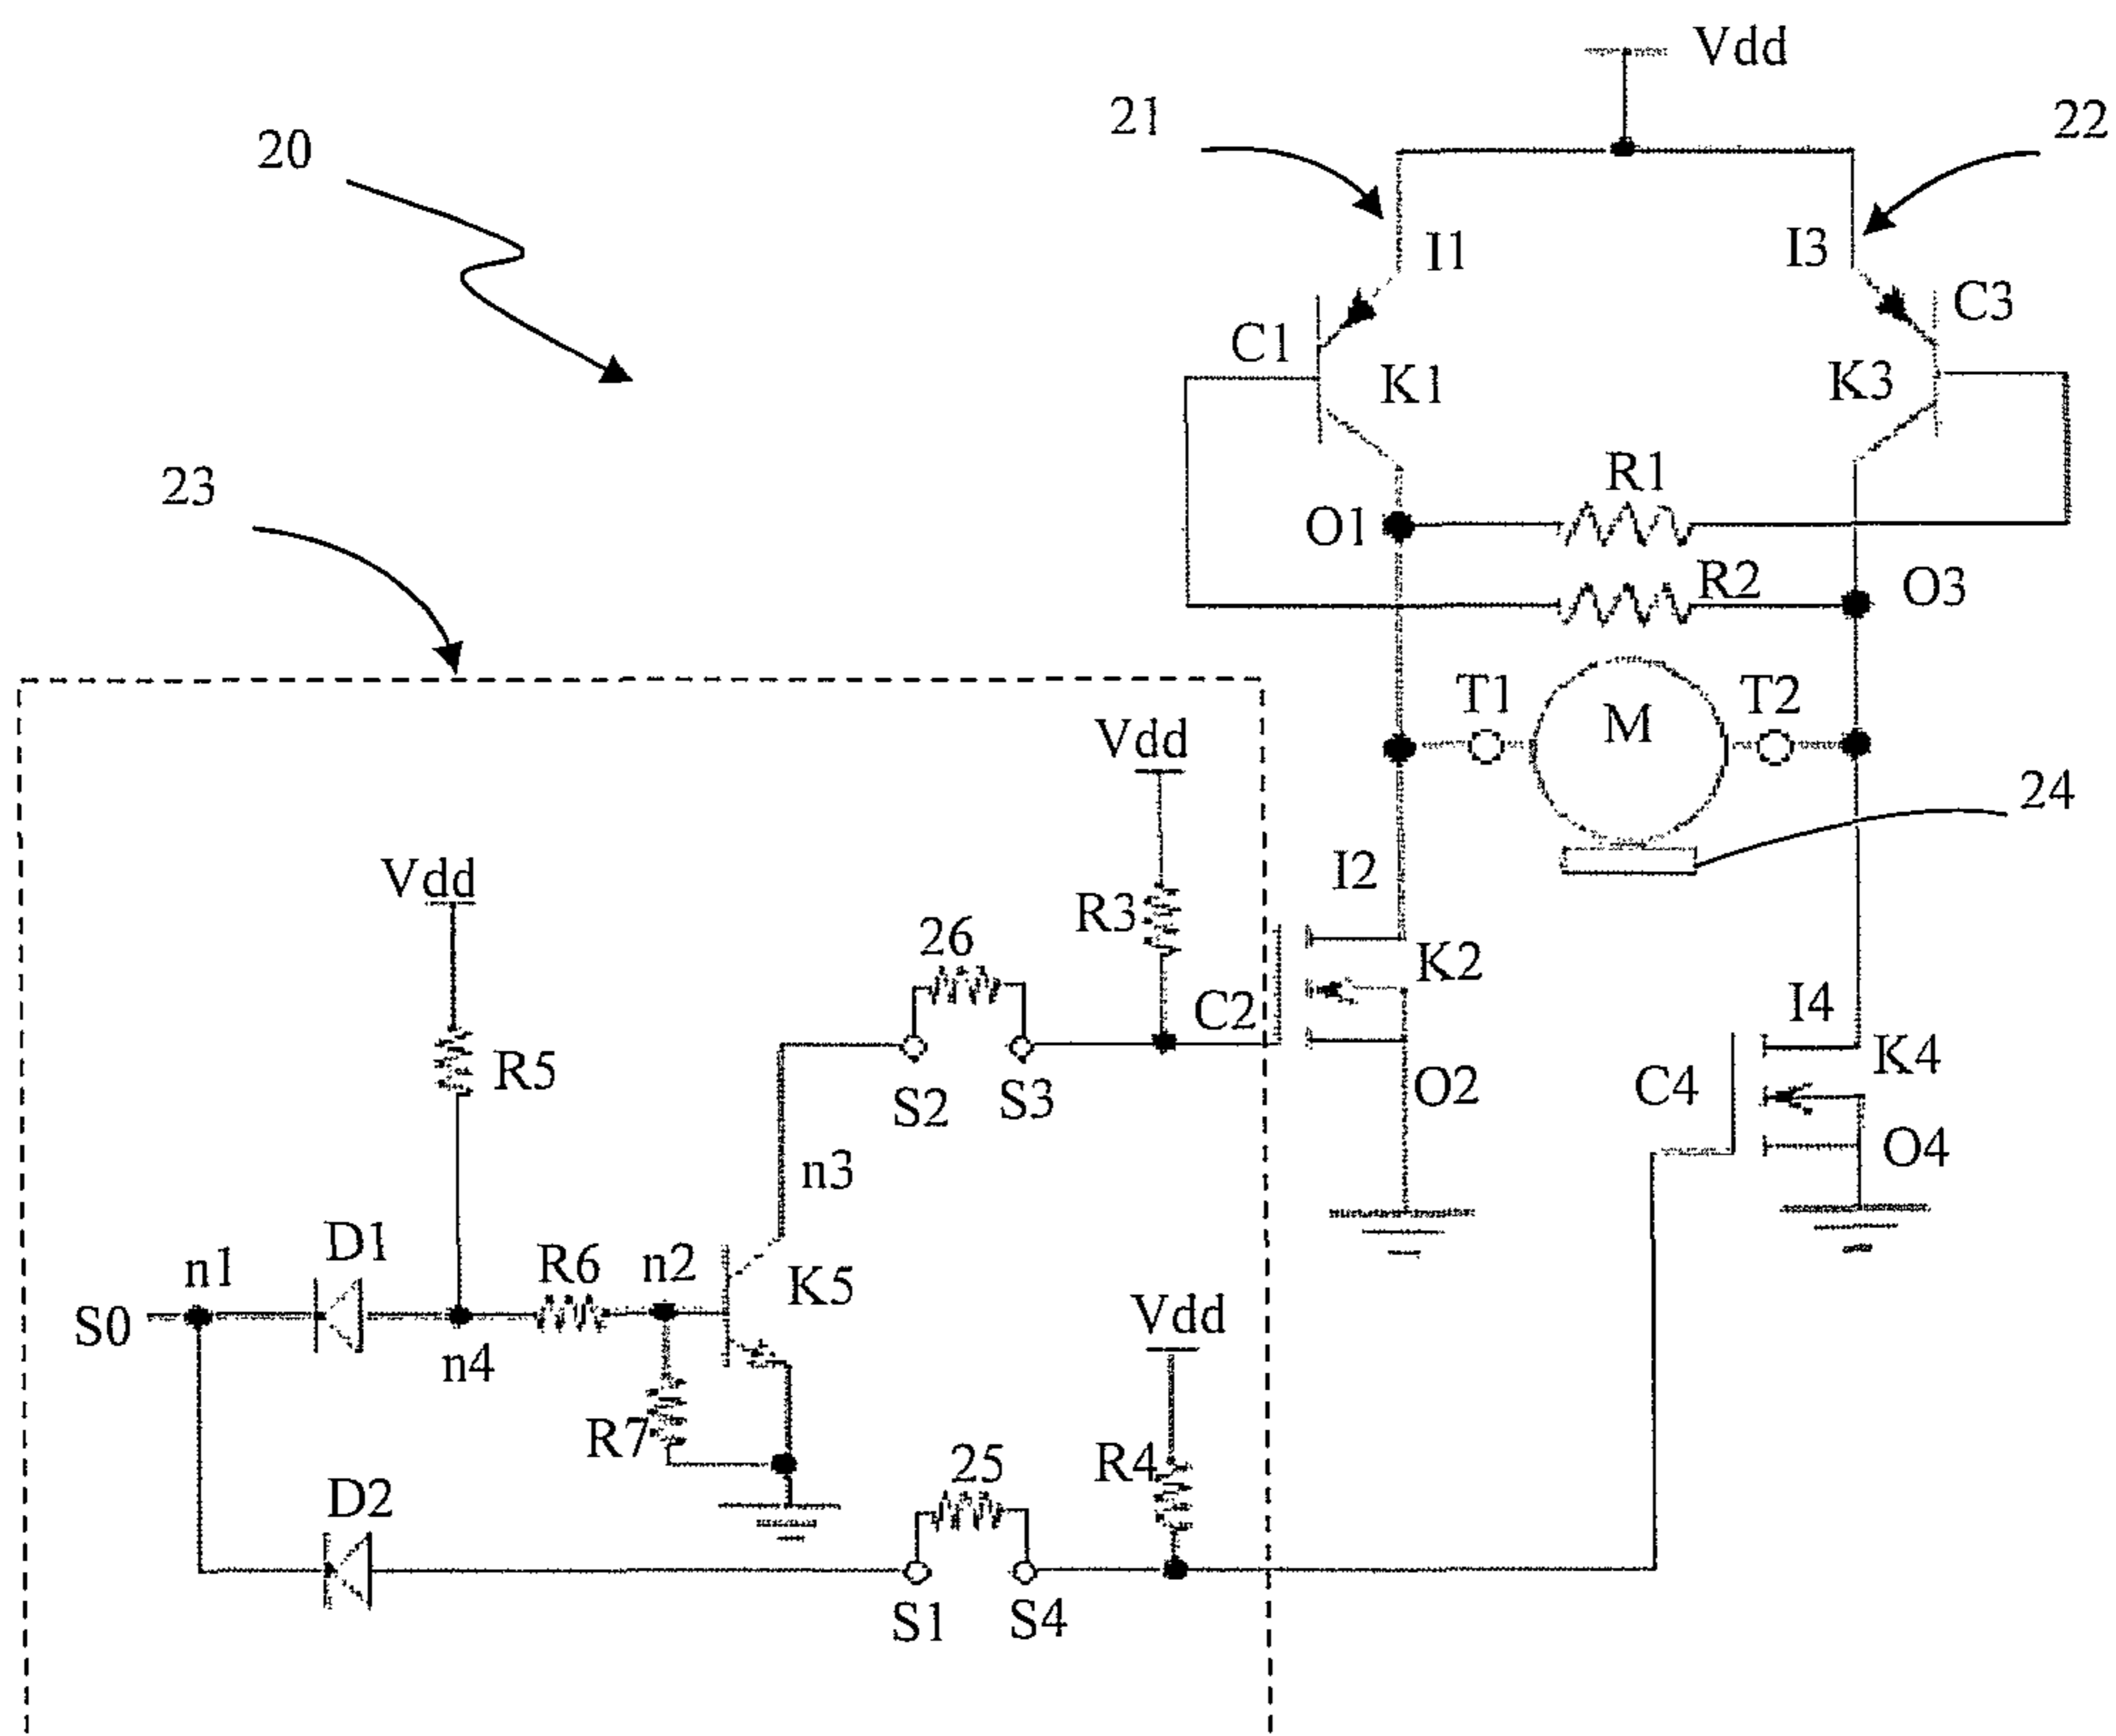 Vdd
21
22
20
I1
I3
C3
C1
K1
K3
23
R1
O1
R2
O3
T1
M
T2
Vdd
24
Vdd
I2
R3
26
K2
C2
I4
R5
K4
S2
S3
O2
C4
O4
n3
D1
n1
R6
n2
K5
S0
n4
Vdd
R7
R4
25
D2
S1
S4